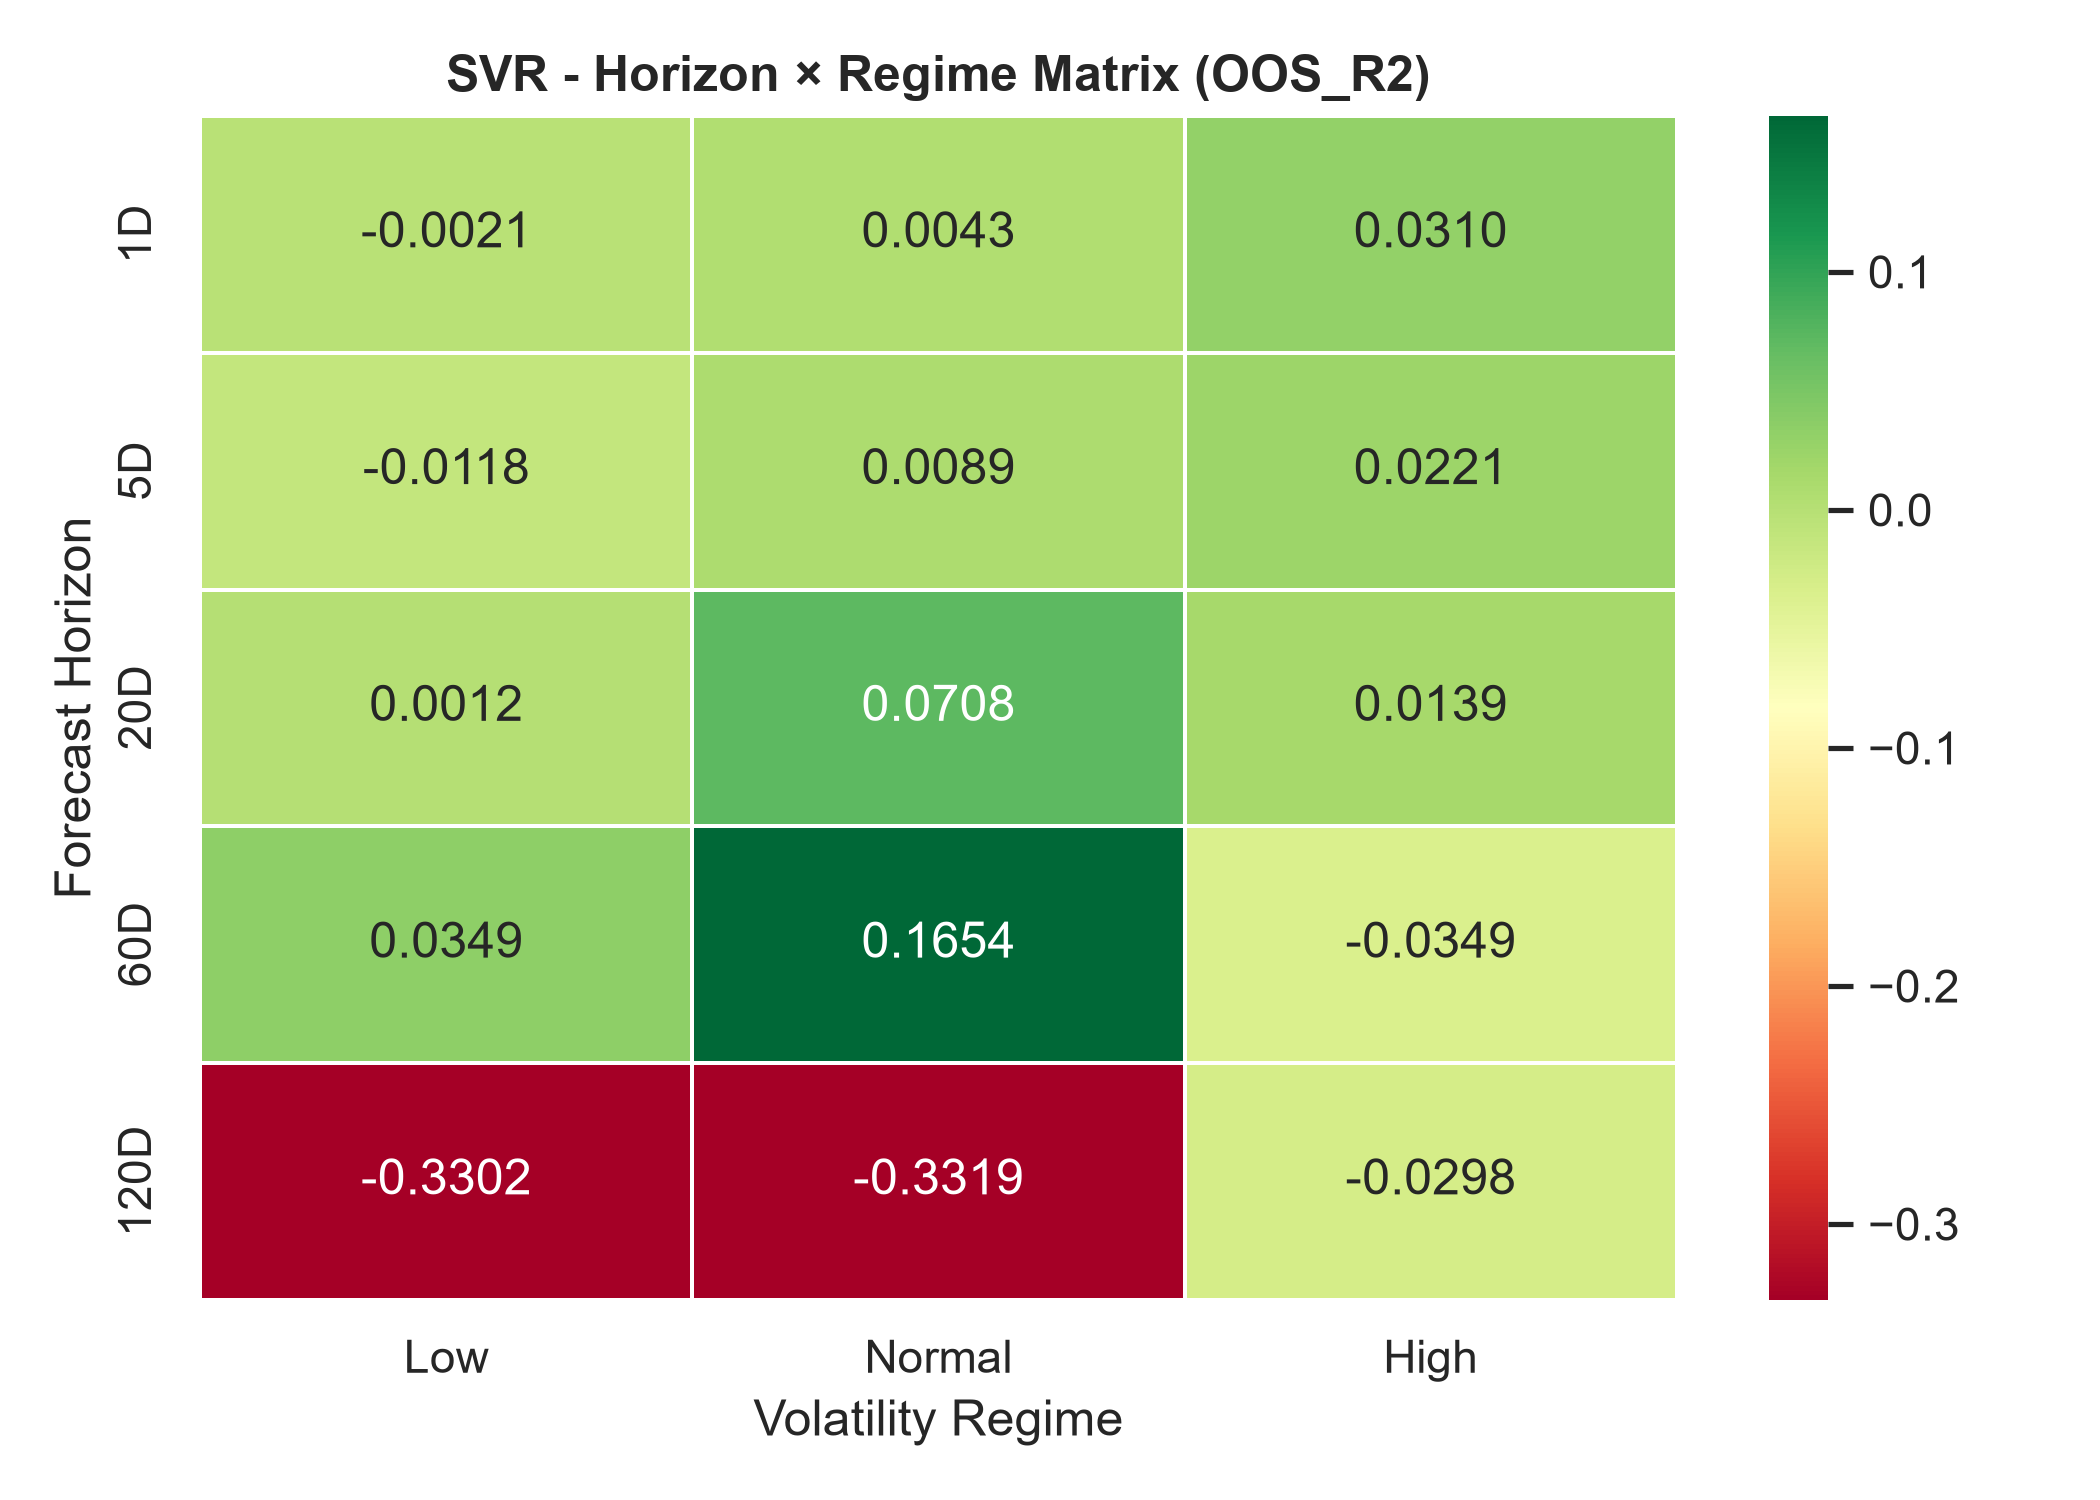 SVR - Horizon × Regime Matrix (OOS_R2)
Forecast Horizon
1D
-0.0021
0.0043
0.0310
5D
-0.0118
0.0089
0.0221
20D
0.0012
0.0708
0.0139
60D
0.0349
0.1654
-0.0349
120D
-0.3302
-0.3319
-0.0298
Low
Normal
High
Volatility Regime
0.1
0.0
−0.1
−0.2
−0.3